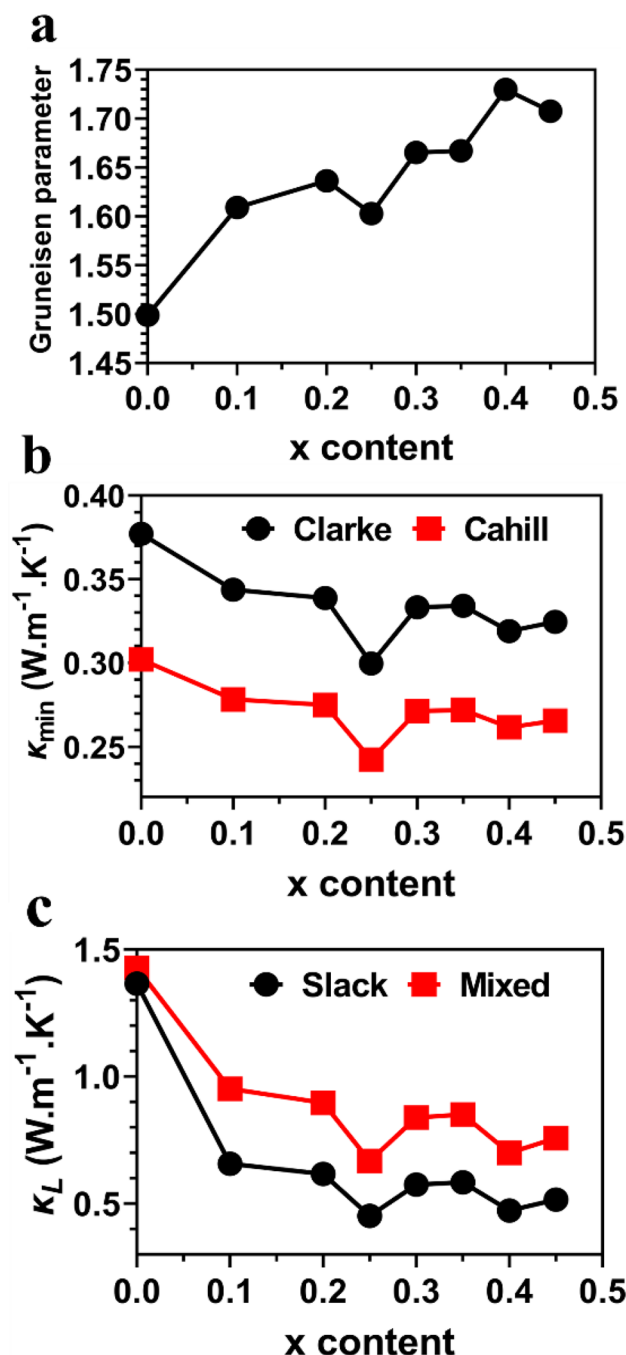 a
Gruneisen parameter
1.75
1.70
1.65
1.60
1.55
1.50
1.45
0.0 0.1 0.2 0.3 0.4 0.5
x content
b
κmin (W.m-1.K-1)
0.40
0.35
0.30
0.25
Clarke Cahill
0.0 0.1 0.2 0.3 0.4 0.5
x content
c
κL (W.m-1.K-1)
1.5
1.0
0.5
Slack Mixed
0.0 0.1 0.2 0.3 0.4 0.5
x content